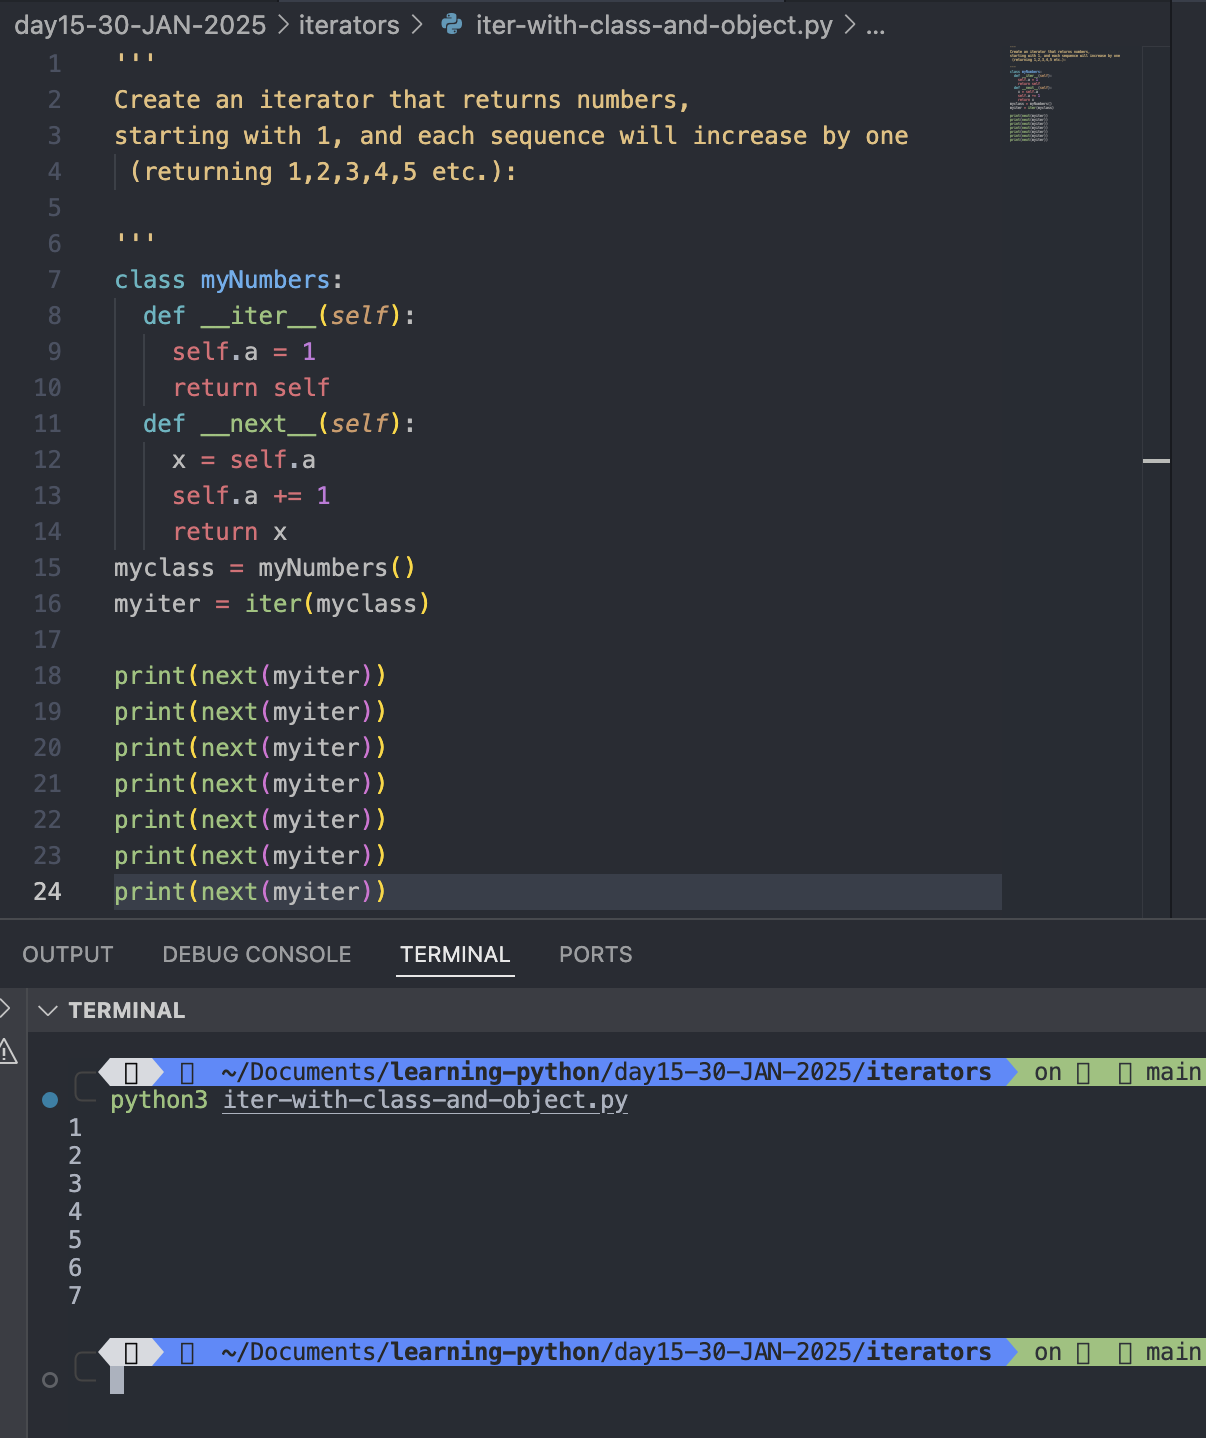 day15-30-JAN-2025 > iterators > iter-with-class-and-object.py > ...
1 '''
2 Create an iterator that returns numbers,
3 starting with 1, and each sequence will increase by one
4  (returning 1,2,3,4,5 etc.):
5
6 '''
7 class myNumbers:
8   def __iter__(self):
9     self.a = 1
10     return self
11   def __next__(self):
12     x = self.a
13     self.a += 1
14     return x
15 myclass = myNumbers()
16 myiter = iter(myclass)
17
18 print(next(myiter))
19 print(next(myiter))
20 print(next(myiter))
21 print(next(myiter))
22 print(next(myiter))
23 print(next(myiter))
24 print(next(myiter))
OUTPUT DEBUG CONSOLE TERMINAL PORTS
TERMINAL
~/Documents/learning-python/day15-30-JAN-2025/iterators on main
python3 iter-with-class-and-object.py
1
2
3
4
5
6
7
~/Documents/learning-python/day15-30-JAN-2025/iterators on main